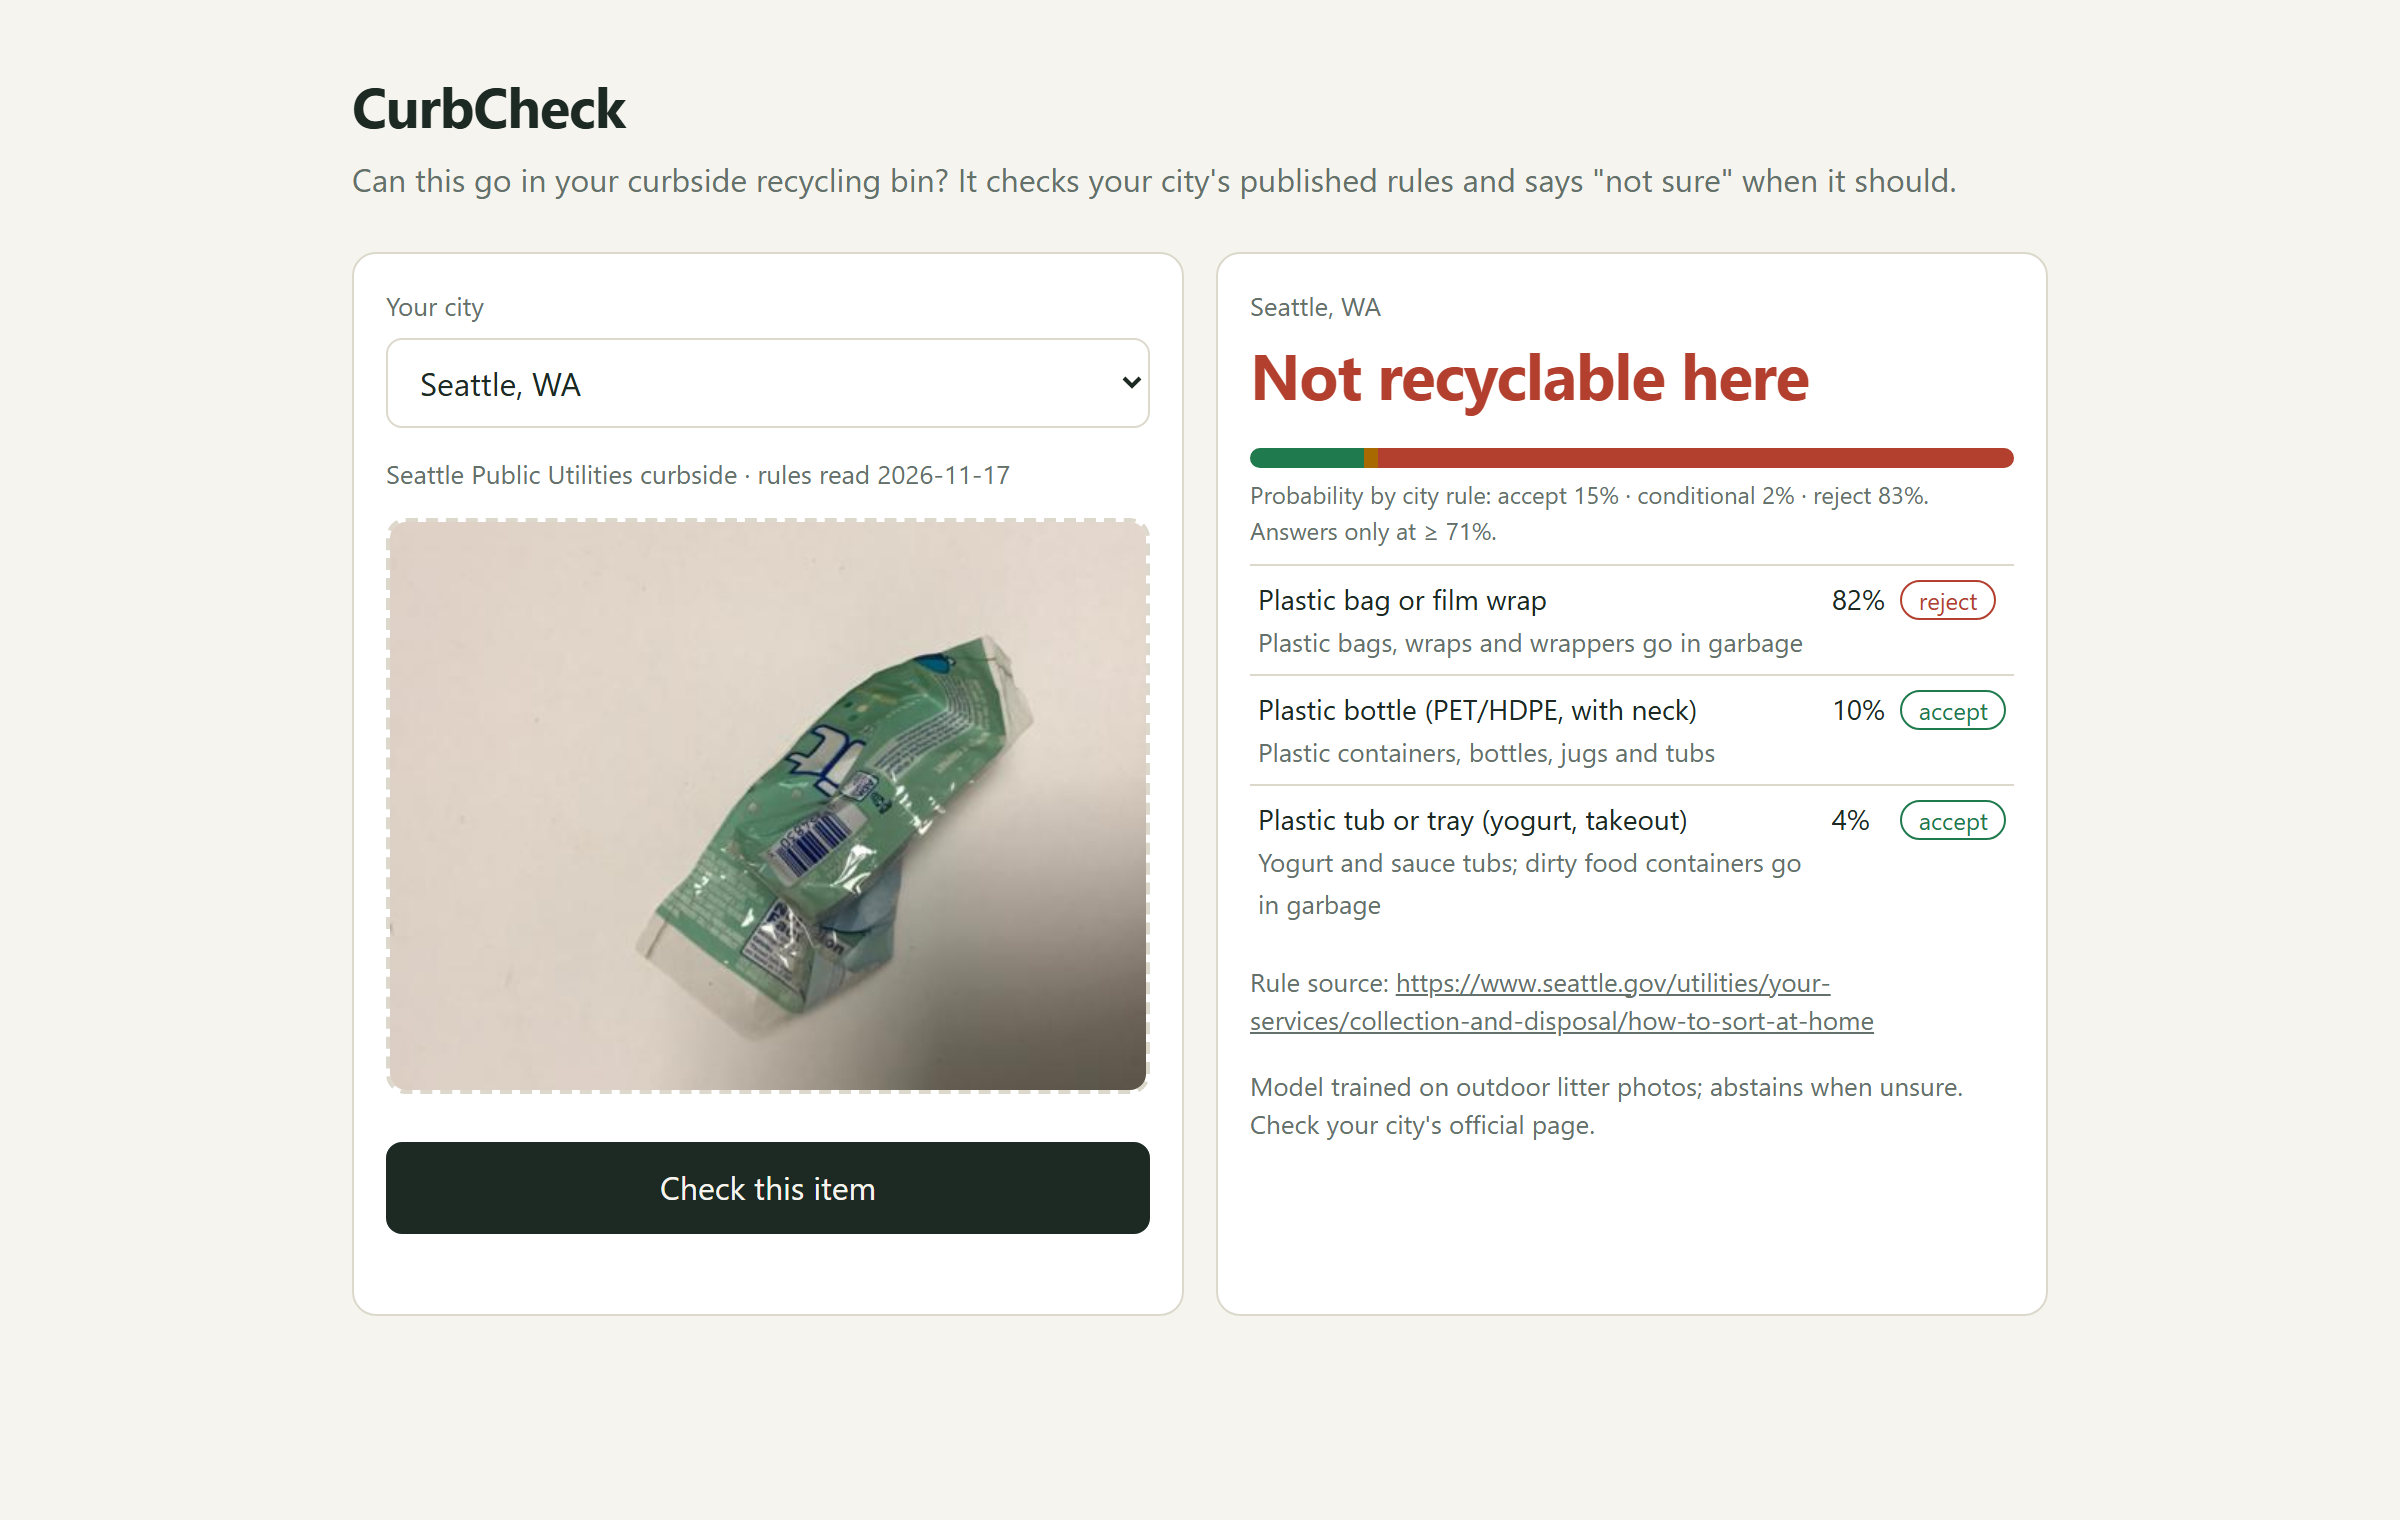 CurbCheck
Can this go in your curbside recycling bin? It checks your city's published rules and says "not sure" when it should.
Your city
Seattle, WA
Seattle Public Utilities curbside · rules read 2026-11-17
Check this item
Seattle, WA
Not recyclable here
Probability by city rule: accept 15% · conditional 2% · reject 83%.
Answers only at ≥ 71%.
Plastic bag or film wrap 82% reject
Plastic bags, wraps and wrappers go in garbage
Plastic bottle (PET/HDPE, with neck) 10% accept
Plastic containers, bottles, jugs and tubs
Plastic tub or tray (yogurt, takeout) 4% accept
Yogurt and sauce tubs; dirty food containers go
in garbage
Rule source: https://www.seattle.gov/utilities/your-
services/collection-and-disposal/how-to-sort-at-home
Model trained on outdoor litter photos; abstains when unsure.
Check your city's official page.